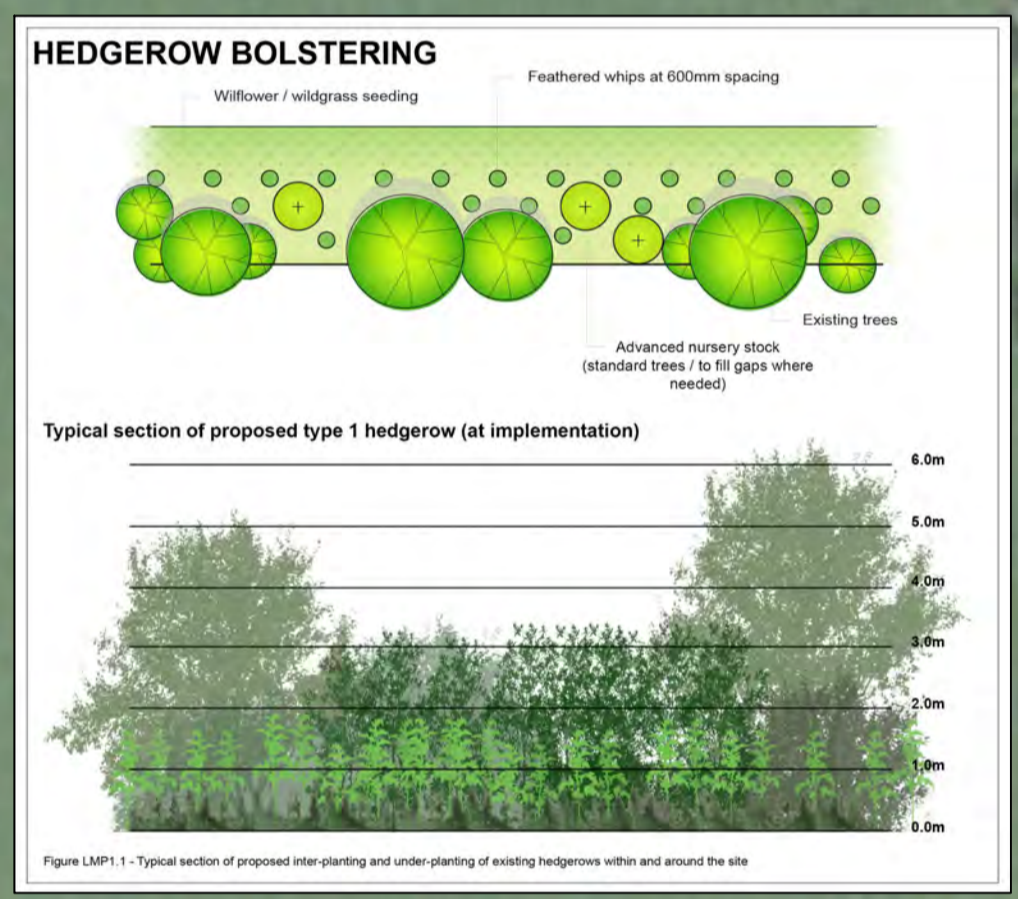 HEDGEROW BOLSTERING
Feathered whips at 600mm spacing
Wilflower / wildgrass seeding
Existing trees
Advanced nursery stock
(standard trees / to fill gaps where
needed)
Typical section of proposed type 1 hedgerow (at implementation)
6.0m
5.0m
4.0m
3.0m
2.0m
1.0m
0.0m
Figure LMP1.1 - Typical section of proposed inter-planting and under-planting of existing hedgerows within and around the site